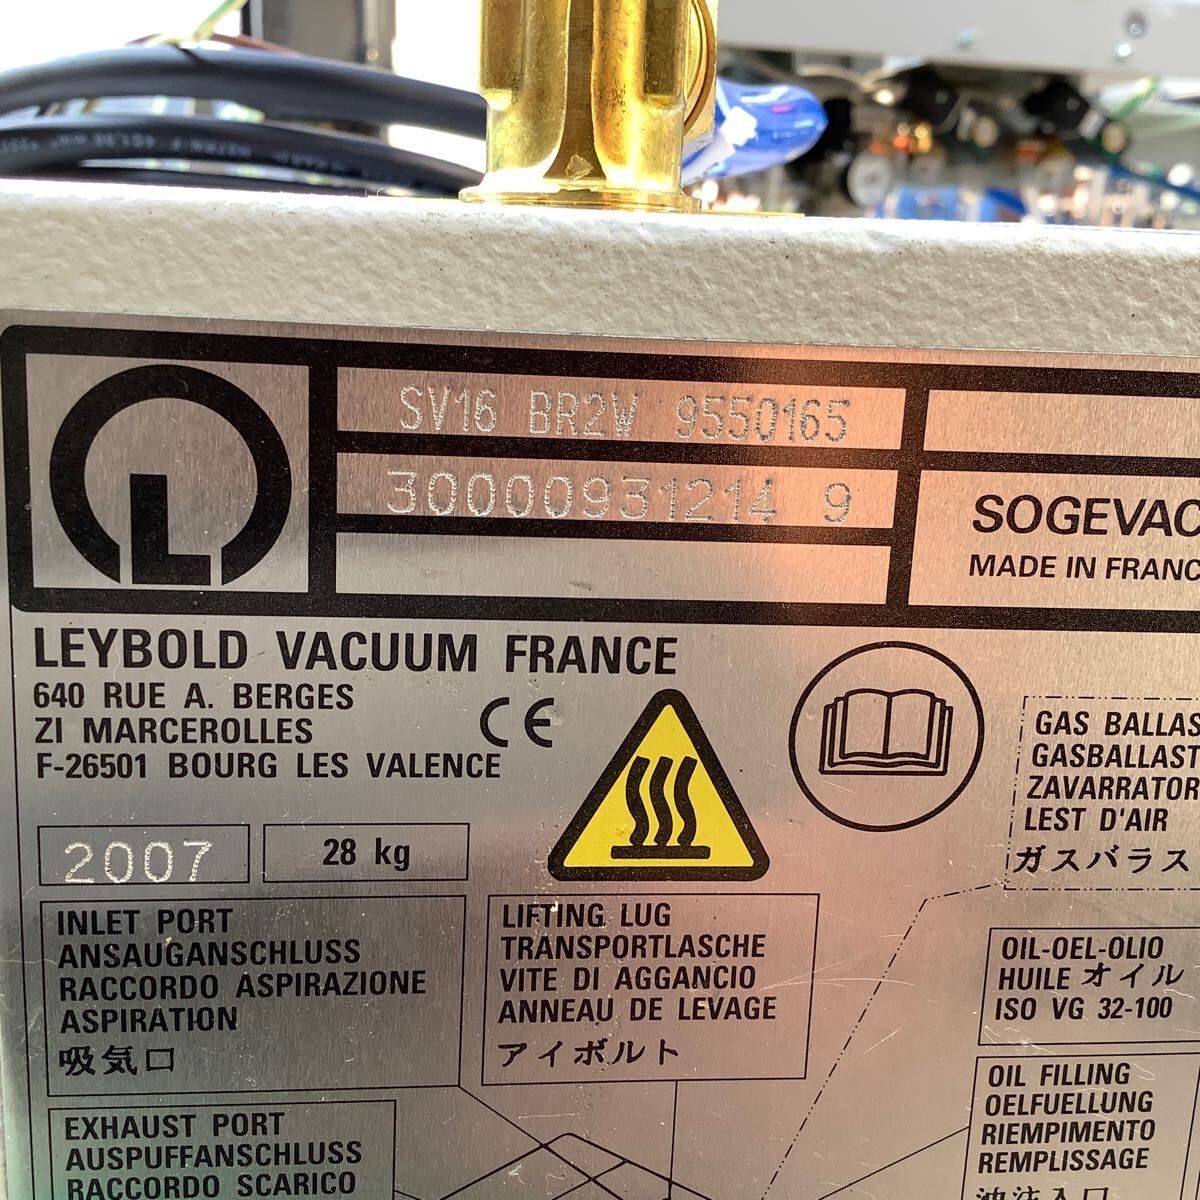 SV16 BR2W 9550165
30000931214 9
SOGEVAC
MADE IN FRANC
LEYBOLD VACUUM FRANCE
640 RUE A. BERGES
ZI MARCEROLLES
F-26501 BOURG LES VALENCE
CE
2007
28 kg
GAS BALLAS
GASBALLAST
ZAVARRATOR
LEST D'AIR
ガスバラス
INLET PORT
ANSAUGANSCHLUSS
RACCORDO ASPIRAZIONE
ASPIRATION
吸気口
LIFTING LUG
TRANSPORTLASCHE
VITE DI AGGANCIO
ANNEAU DE LEVAGE
アイボルト
OIL-OEL-OLIO
HUILE オイル
ISO VG 32-100
EXHAUST PORT
AUSPUFFANSCHLUSS
RACCORDO SCARICO
OIL FILLING
OELFUELLUNG
RIEMPIMENTO
REMPLISSAGE
油注入口